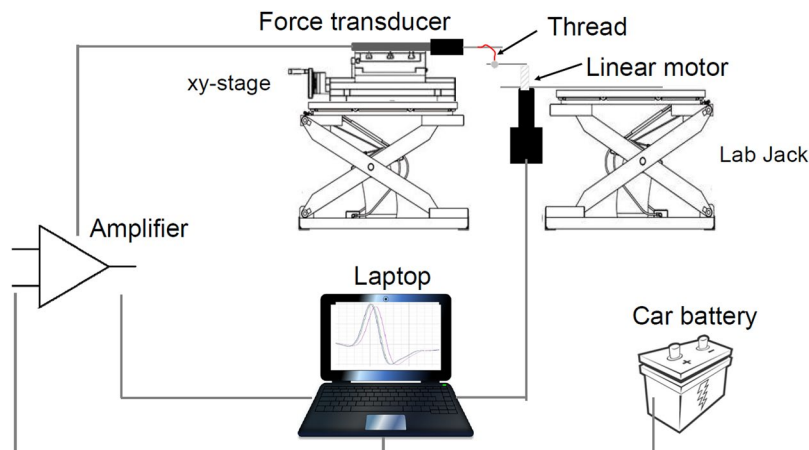 Force transducer
Thread
Linear motor
xy-stage
Lab Jack
Amplifier
Laptop
Car battery
+ -